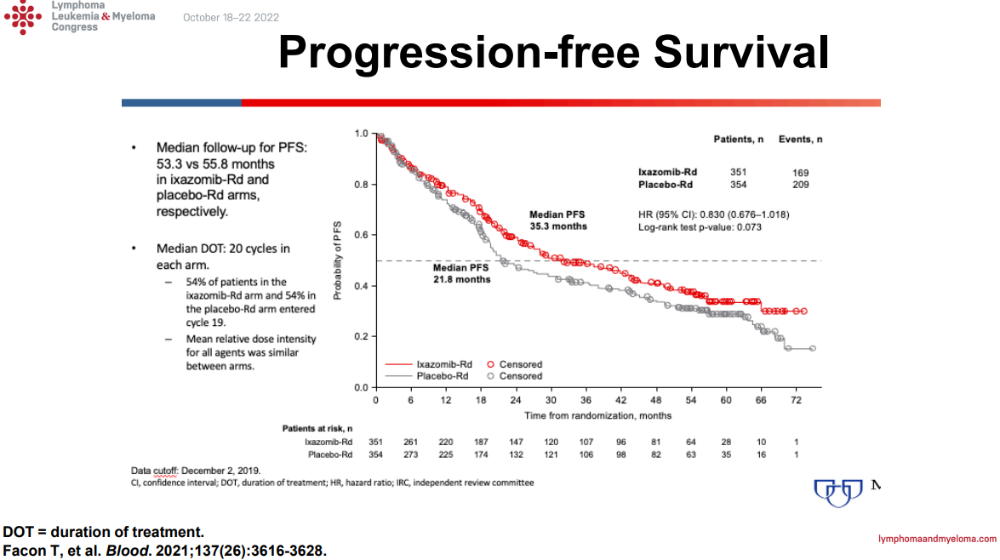 Lymphoma
Leukemia & Myeloma
Congress
October 18–22 2022
Progression-free Survival
• Median follow-up for PFS:
53.3 vs 55.8 months
in ixazomib-Rd and
placebo-Rd arms,
respectively.
• Median DOT: 20 cycles in
each arm.
– 54% of patients in the
ixazomib-Rd arm and 54% in
the placebo-Rd arm entered
cycle 19.
– Mean relative dose intensity
for all agents was similar
between arms.
Probability of PFS
1.0
0.8
0.6
0.4
0.2
0.0
Patients, n Events, n
Ixazomib-Rd 351 169
Placebo-Rd 354 209
HR (95% CI): 0.830 (0.676–1.018)
Log-rank test p-value: 0.073
Median PFS
35.3 months
Median PFS
21.8 months
Ixazomib-Rd Censored
Placebo-Rd Censored
0 6 12 18 24 30 36 42 48 54 60 66 72
Time from randomization, months
Patients at risk, n
Ixazomib-Rd 351 261 220 187 147 120 107 96 81 64 28 10 1
Placebo-Rd 354 273 225 174 132 121 106 98 82 63 35 16 1
Data cutoff: December 2, 2019.
CI, confidence interval; DOT, duration of treatment; HR, hazard ratio; IRC, independent review committee
DOT = duration of treatment.
Facon T, et al. Blood. 2021;137(26):3616-3628.
lymphomaandmyeloma.com